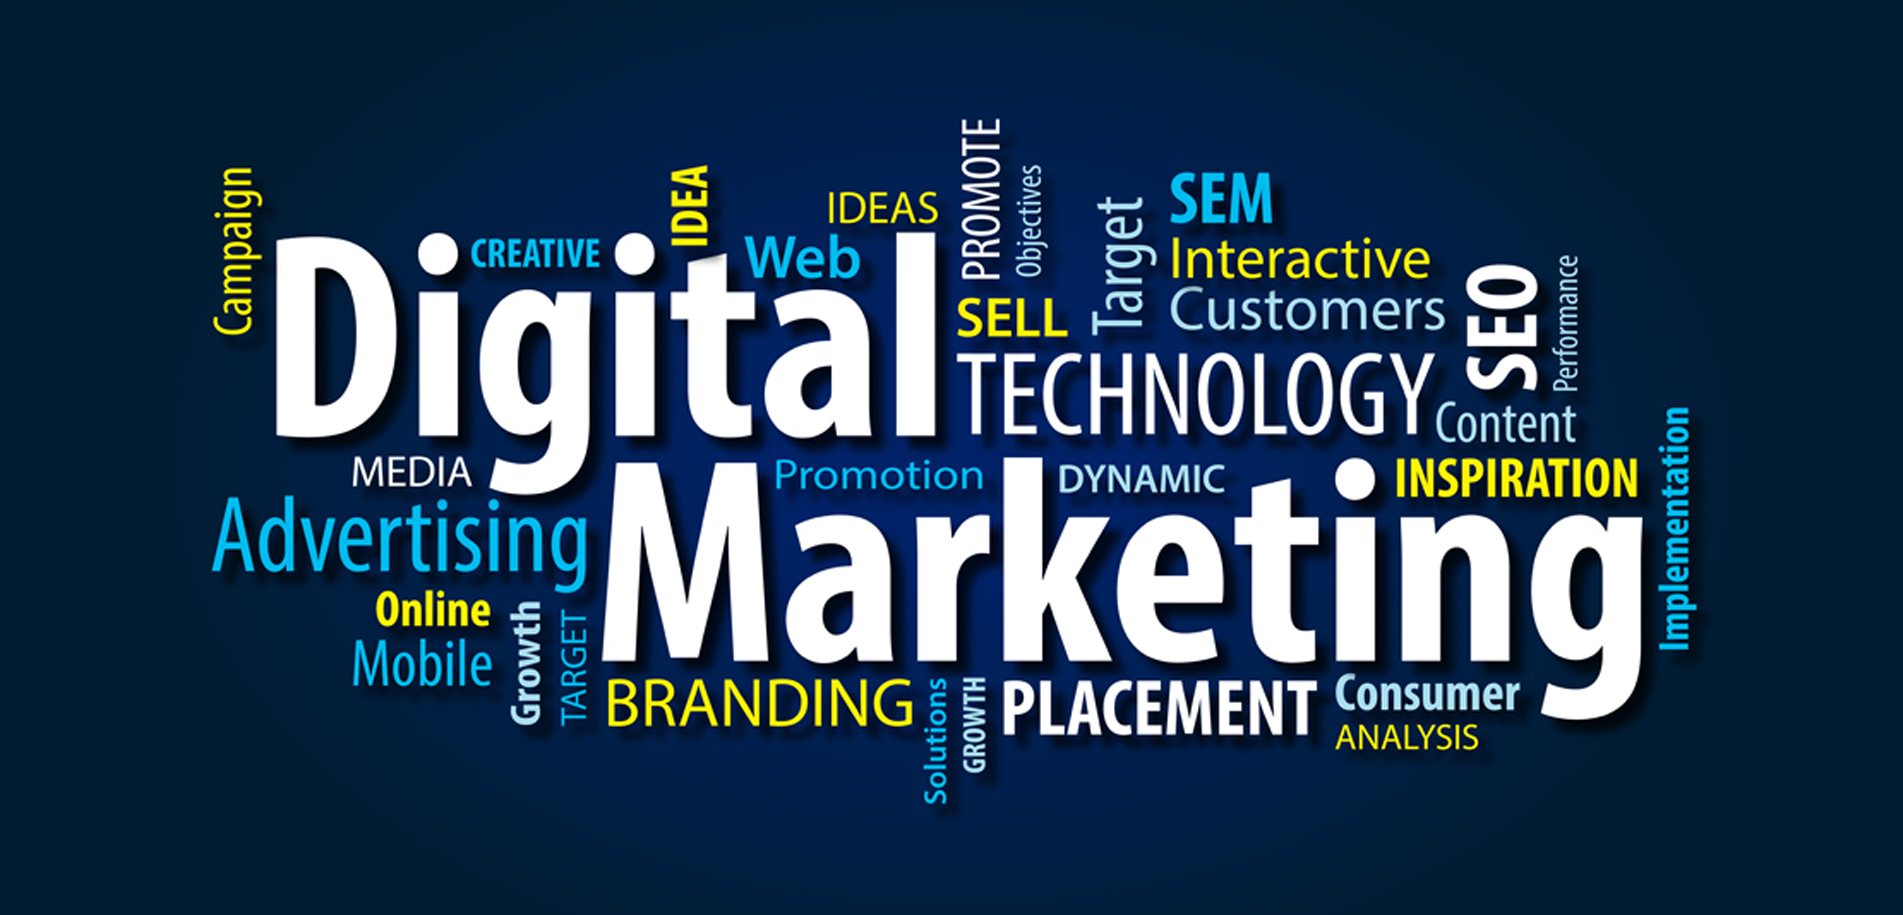 Campaign
CREATIVE
IDEA
IDEAS
Web
PROMOTE
Objectives
Target
SEM
Interactive
Customers
SELL
SEO
Performance
Digital
TECHNOLOGY
Content
MEDIA
Promotion
DYNAMIC
INSPIRATION
Implementation
Advertising
Marketing
Online
Mobile
Growth
TARGET
BRANDING
Solutions
GROWTH
PLACEMENT
Consumer
ANALYSIS